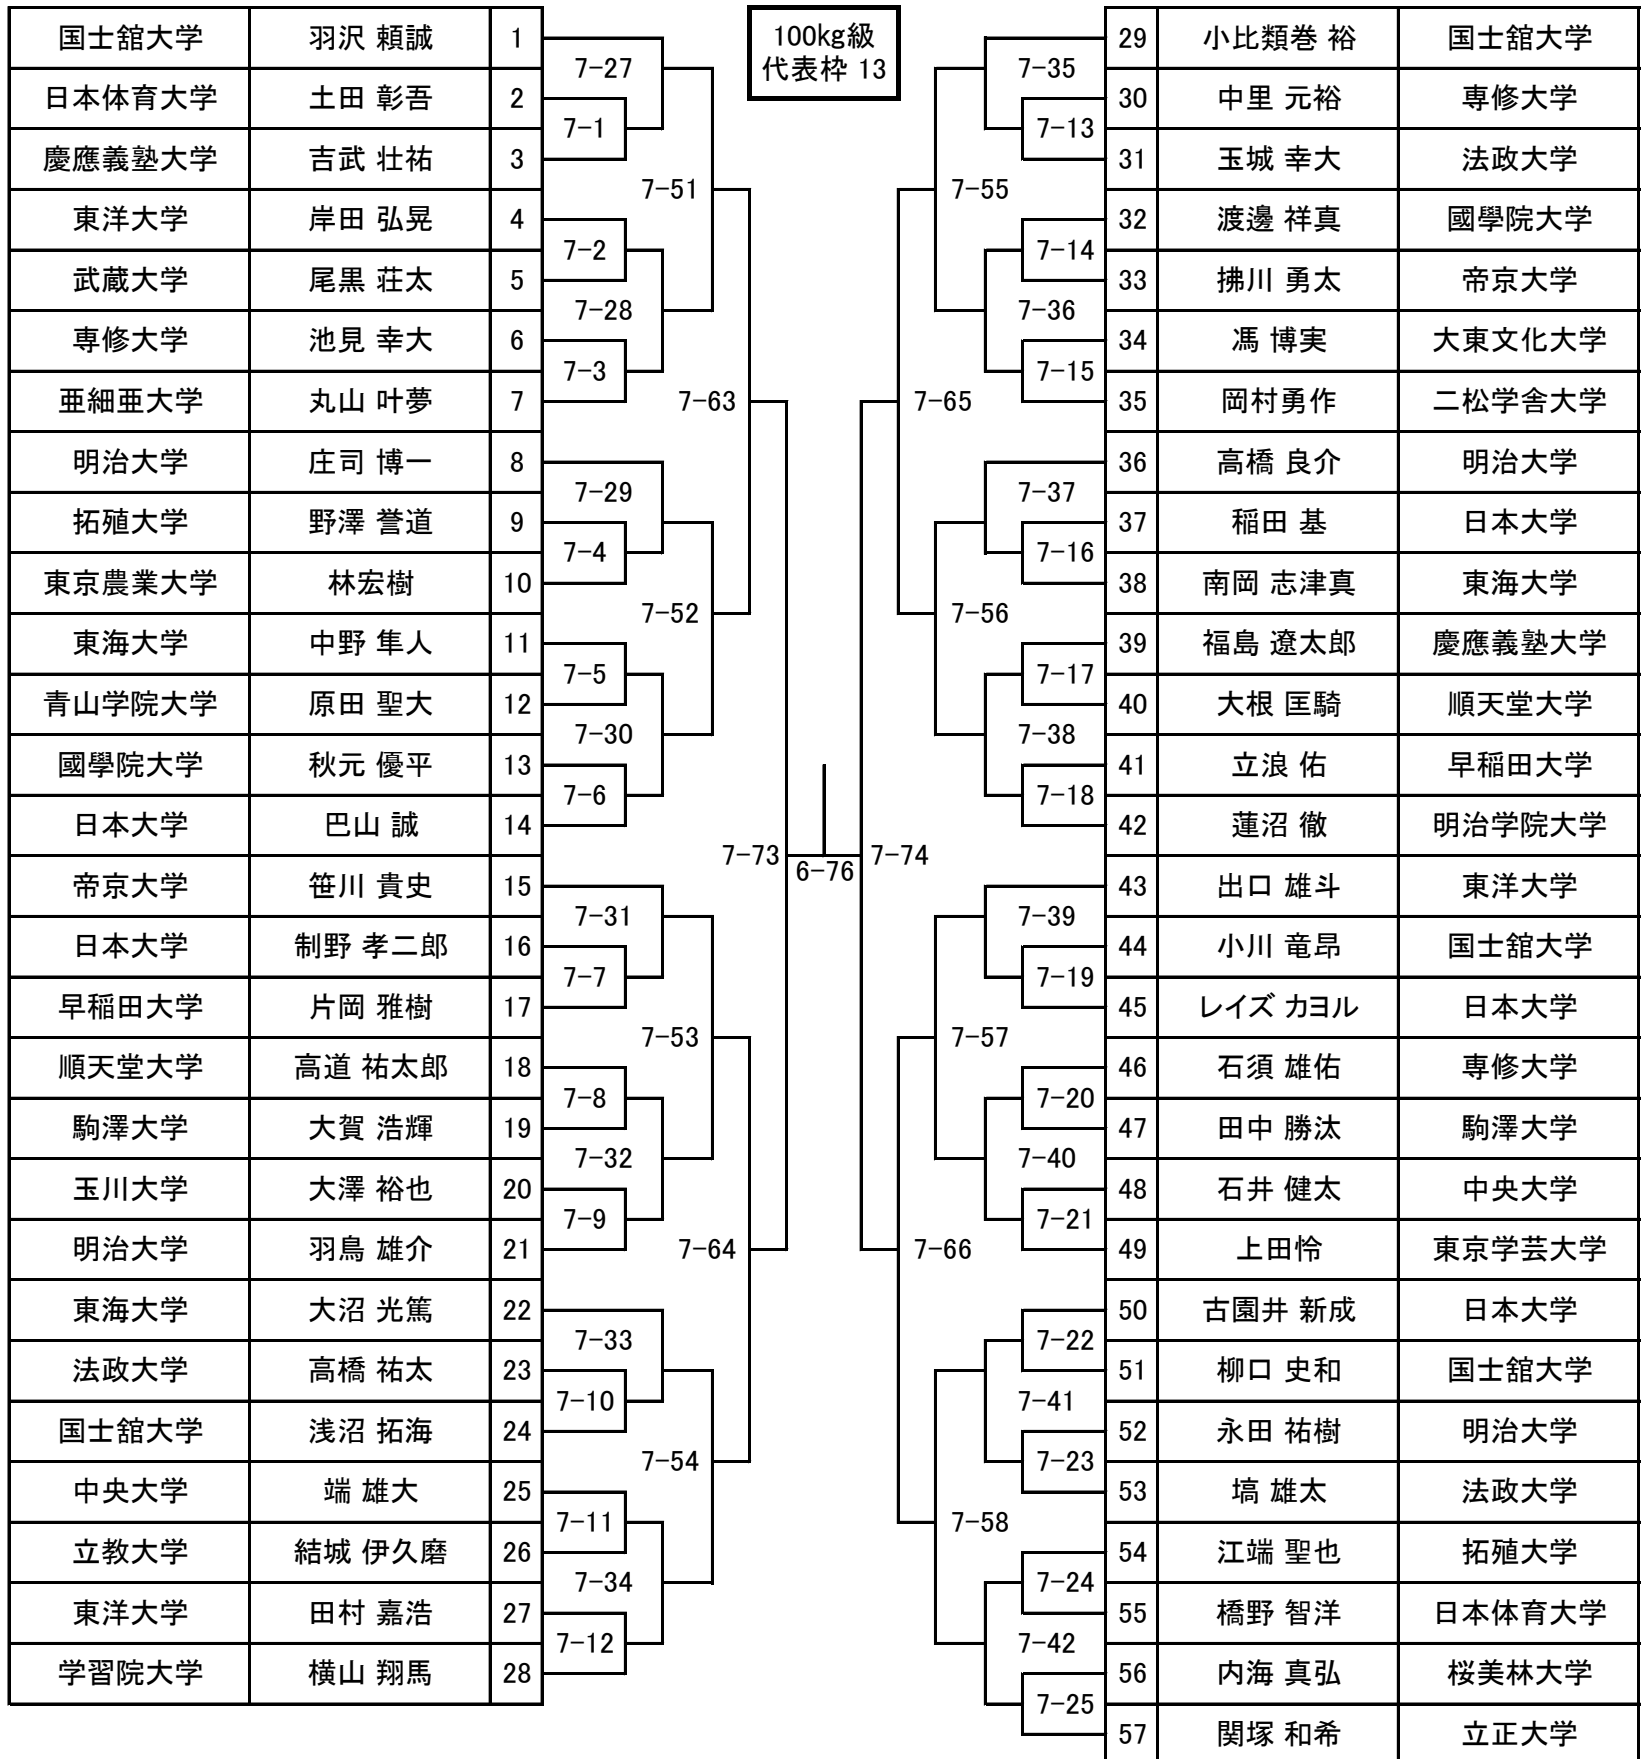 100kg級
代表枠 13
国士舘大学 羽沢 頼誠 1
日本体育大学 土田 彰吾 2
慶應義塾大学 吉武 壮祐 3
東洋大学 岸田 弘晃 4
武蔵大学 尾黒 荘太 5
専修大学 池見 幸大 6
亜細亜大学 丸山 叶夢 7
明治大学 庄司 博一 8
拓殖大学 野澤 誉道 9
東京農業大学 林宏樹 10
東海大学 中野 隼人 11
青山学院大学 原田 聖大 12
國學院大学 秋元 優平 13
日本大学 巴山 誠 14
帝京大学 笹川 貴史 15
日本大学 制野 孝二郎 16
早稲田大学 片岡 雅樹 17
順天堂大学 高道 祐太郎 18
駒澤大学 大賀 浩輝 19
玉川大学 大澤 裕也 20
明治大学 羽鳥 雄介 21
東海大学 大沼 光篤 22
法政大学 高橋 祐太 23
国士舘大学 浅沼 拓海 24
中央大学 端 雄大 25
立教大学 結城 伊久磨 26
東洋大学 田村 嘉浩 27
学習院大学 横山 翔馬 28
7-27
7-1
7-51
7-2
7-28
7-3
7-63
7-29
7-4
7-52
7-5
7-30
7-6
7-73
7-31
7-7
7-53
7-8
7-32
7-9
7-64
7-33
7-10
7-54
7-11
7-34
7-12
6-76
7-74
7-35
7-13
7-55
7-14
7-36
7-15
7-65
7-37
7-16
7-56
7-17
7-38
7-18
7-39
7-19
7-57
7-20
7-40
7-21
7-66
7-22
7-41
7-23
7-58
7-24
7-42
7-25
29 小比類巻 裕 国士舘大学
30 中里 元裕 専修大学
31 玉城 幸大 法政大学
32 渡邊 祥真 國學院大学
33 拂川 勇太 帝京大学
34 馮 博実 大東文化大学
35 岡村勇作 二松学舎大学
36 高橋 良介 明治大学
37 稲田 基 日本大学
38 南岡 志津真 東海大学
39 福島 遼太郎 慶應義塾大学
40 大根 匡騎 順天堂大学
41 立浪 佑 早稲田大学
42 蓮沼 徹 明治学院大学
43 出口 雄斗 東洋大学
44 小川 竜昂 国士舘大学
45 レイズ カヨル 日本大学
46 石須 雄佑 専修大学
47 田中 勝汰 駒澤大学
48 石井 健太 中央大学
49 上田怜 東京学芸大学
50 古園井 新成 日本大学
51 柳口 史和 国士舘大学
52 永田 祐樹 明治大学
53 塙 雄太 法政大学
54 江端 聖也 拓殖大学
55 橋野 智洋 日本体育大学
56 内海 真弘 桜美林大学
57 関塚 和希 立正大学